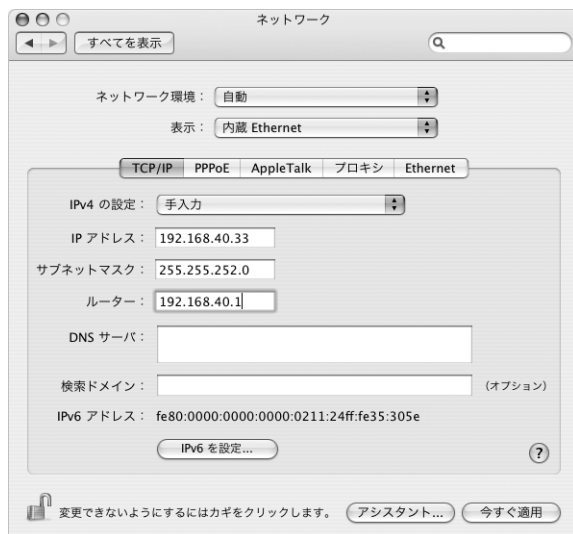 ネットワーク
すべてを表示
ネットワーク環境： 自動
表示： 内蔵 Ethernet
TCP/IP PPPoE AppleTalk プロキシ Ethernet
IPv4 の設定： 手入力
IP アドレス： 192.168.40.33
サブネットマスク： 255.255.252.0
ルーター： 192.168.40.1
DNS サーバ：
検索ドメイン： （オプション）
IPv6 アドレス： fe80:0000:0000:0000:0211:24ff:fe35:305e
IPv6 を設定...
?
変更できないようにするにはカギをクリックします。 アシスタント... 今すぐ適用